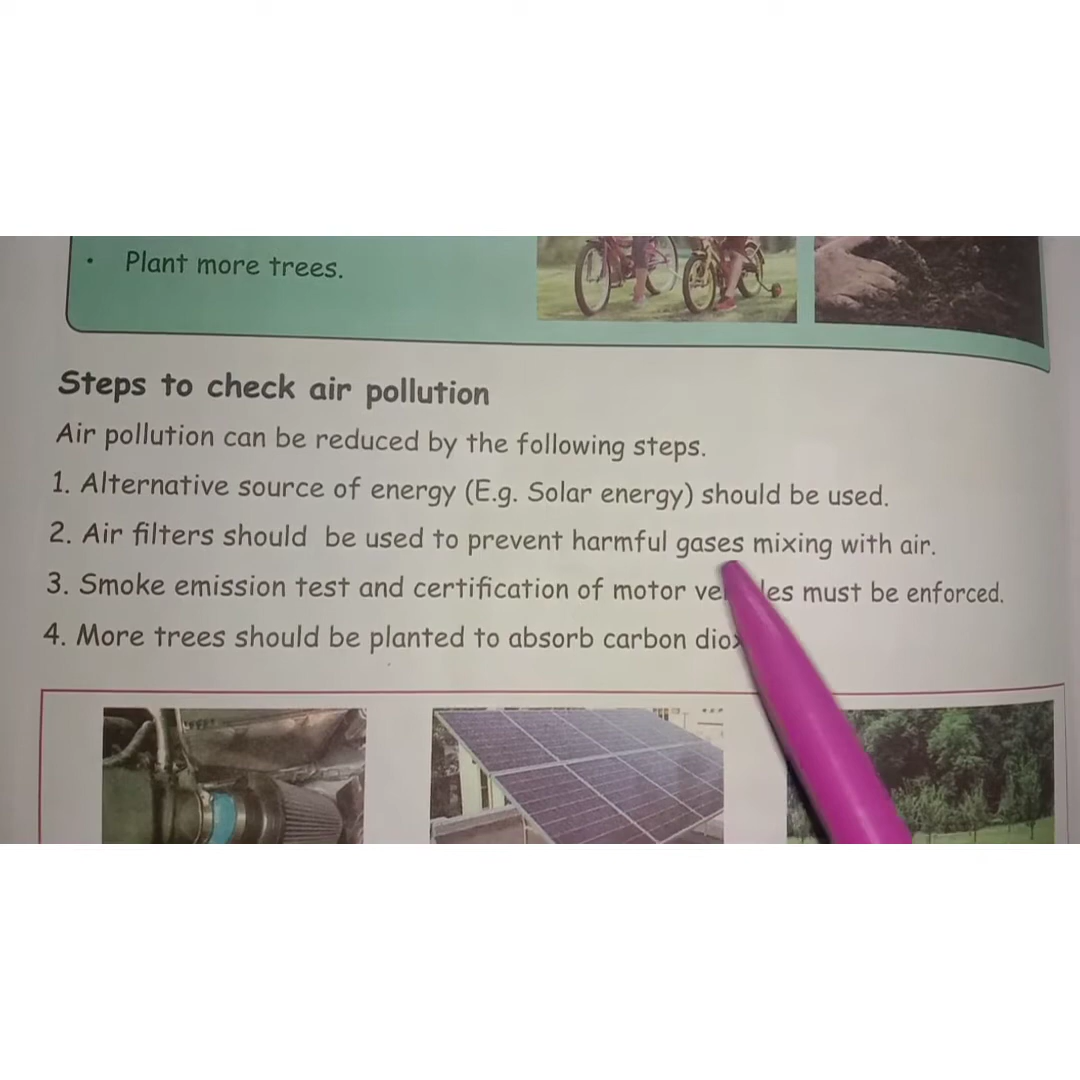 • Plant more trees.
Steps to check air pollution
Air pollution can be reduced by the following steps.
1. Alternative source of energy (E.g. Solar energy) should be used.
2. Air filters should be used to prevent harmful gases mixing with air.
3. Smoke emission test and certification of motor must be enforced.
4. More trees should be planted to absorb carbon